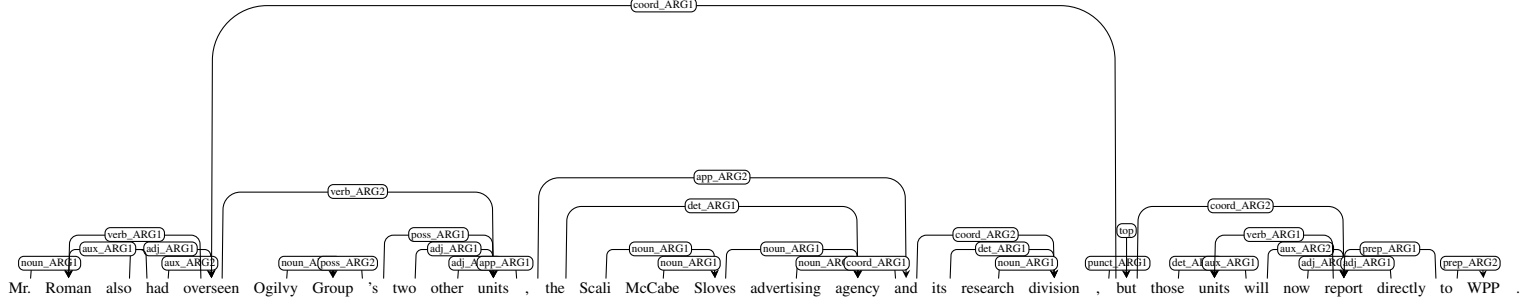 coord_ARG1
app_ARG2
verb_ARG2
det_ARG1 coord_ARG2
top
verb_ARG1 poss_ARG1 coord_ARG2 verb_ARG1
aux_ARG1 adj_ARG1 adj_ARG1 noun_ARG1 noun_ARG1 det_ARG1 aux_ARG2 prep_ARG1
noun_ARG1 aux_ARG2 poss_ARG2 app_ARG1 noun_ARG1 coord_ARG1 noun_ARG1 punct_ARG1 aux_ARG1 adj_ARG1 prep_ARG2
Mr. Roman also had overseen Ogilvy Group 's two other units , the Scali McCabe Sloves advertising agency and its research division , but those units will now report directly to WPP .